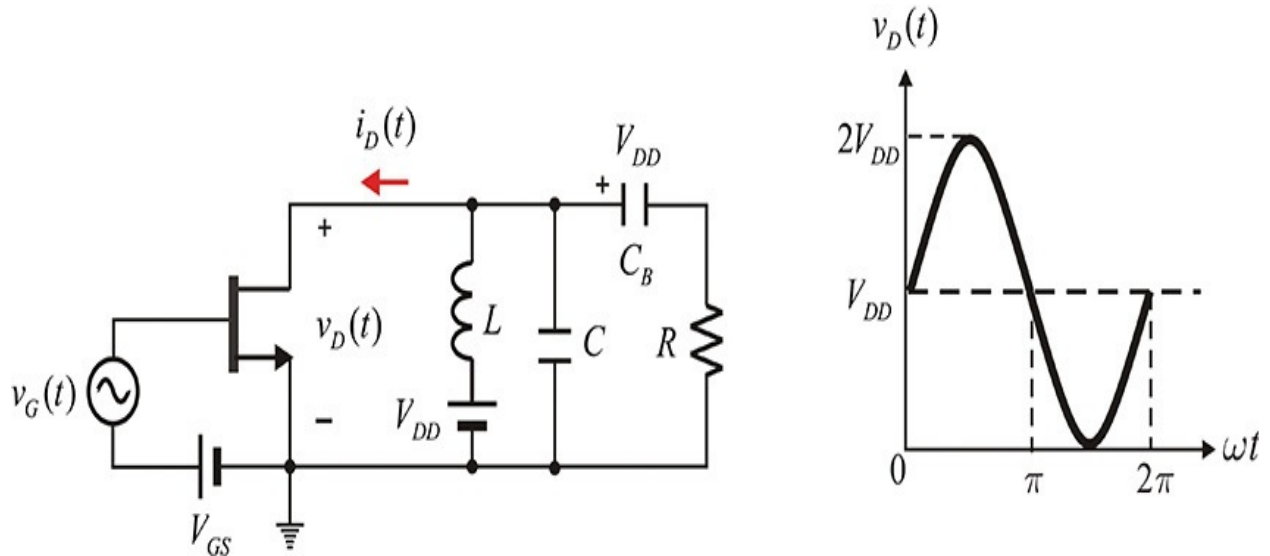 i_D(t)
V_DD
+
C_B
+
v_D(t)
−
L
C
R
V_DD
v_G(t)
V_GS
v_D(t)
2V_DD
V_DD
0
π
2π
ωt